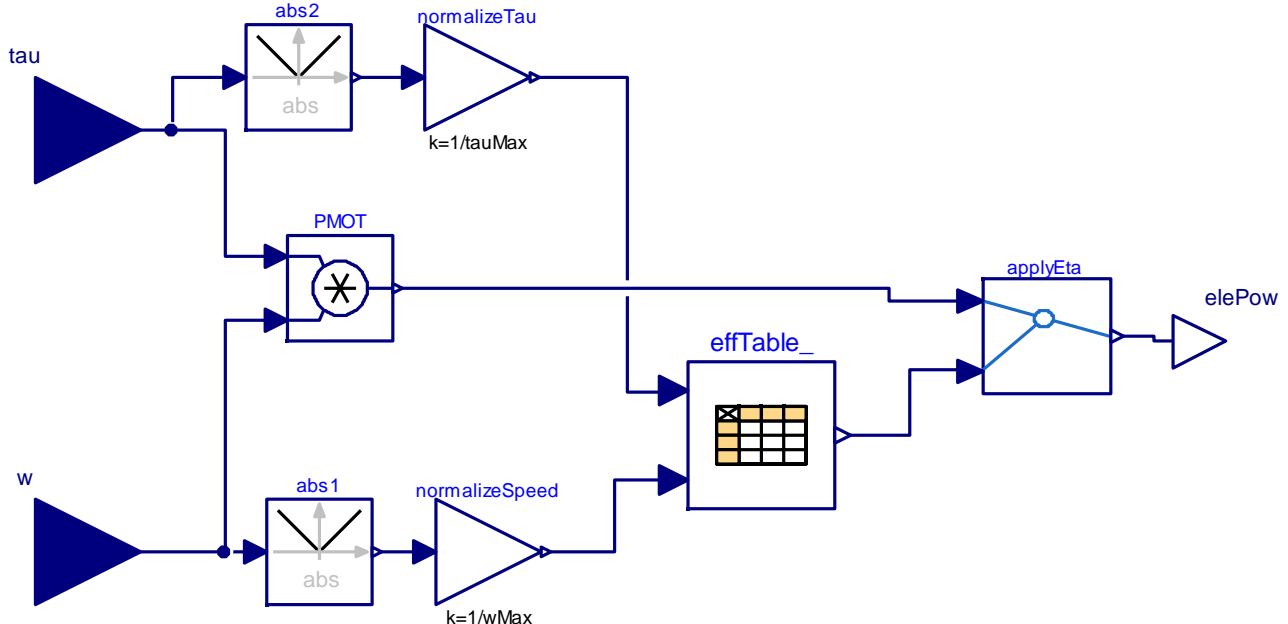 abs2
normalizeTau
tau
abs
k=1/tauMax
PMOT
applyEta
elePow
effTable_
w
abs1
normalizeSpeed
abs
k=1/wMax